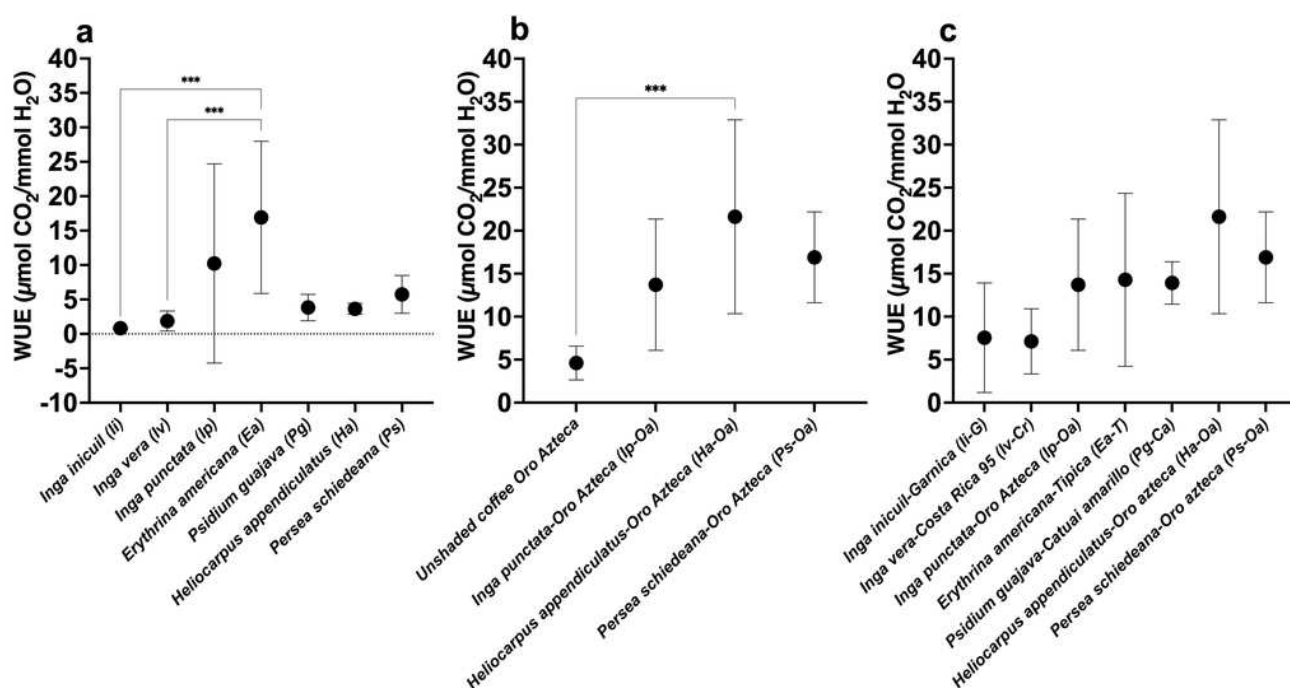 a
WUE (µmol CO₂/mmol H₂O)
40
35
30
25
20
15
10
5
0
-5
-10
***
***
Inga inicuil (Ii)
Inga vera (Iv)
Inga punctata (Ip)
Erythrina americana (Ea)
Psidium guajava (Pg)
Heliocarpus appendiculatus (Ha)
Persea schiedeana (Ps)
b
WUE (µmol CO₂/mmol H₂O)
40
35
30
25
20
15
10
5
0
***
Unshaded coffee Oro Azteca
Inga punctata-Oro Azteca (Ip-Oa)
Heliocarpus appendiculatus-Oro Azteca (Ha-Oa)
Persea schiedeana-Oro Azteca (Ps-Oa)
c
WUE (µmol CO₂/mmol H₂O)
40
35
30
25
20
15
10
5
0
Inga inicuil-Garnica (Ii-G)
Inga vera-Costa Rica 95 (Iv-Cr)
Inga punctata-Oro Azteca (Ip-Oa)
Erythrina americana-Tipica (Ea-T)
Psidium guajava-Catuai amarillo (Pg-Ca)
Heliocarpus appendiculatus-Oro azteca (Ha-Oa)
Persea schiedeana-Oro azteca (Ps-Oa)